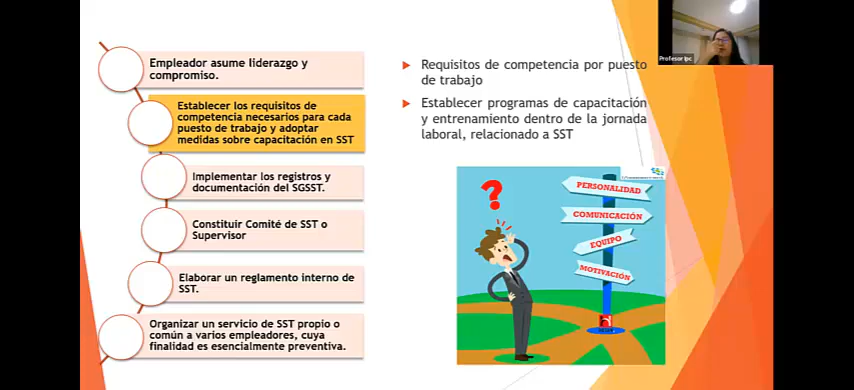 Empleador asume liderazgo y
compromiso.
Establecer los requisitos de
competencia necesarios para cada
puesto de trabajo y adoptar
medidas sobre capacitación en SST
Implementar los registros y
documentación del SGSST.
Constituir Comité de SST o
Supervisor
Elaborar un reglamento interno de
SST.
Organizar un servicio de SST propio o
común a varios empleadores, cuya
finalidad es esencialmente preventiva.
Requisitos de competencia por puesto
de trabajo
Establecer programas de capacitación
y entrenamiento dentro de la jornada
laboral, relacionado a SST
?
PERSONALIDAD
COMUNICACIÓN
EQUIPO
MOTIVACIÓN
Profesor ipc